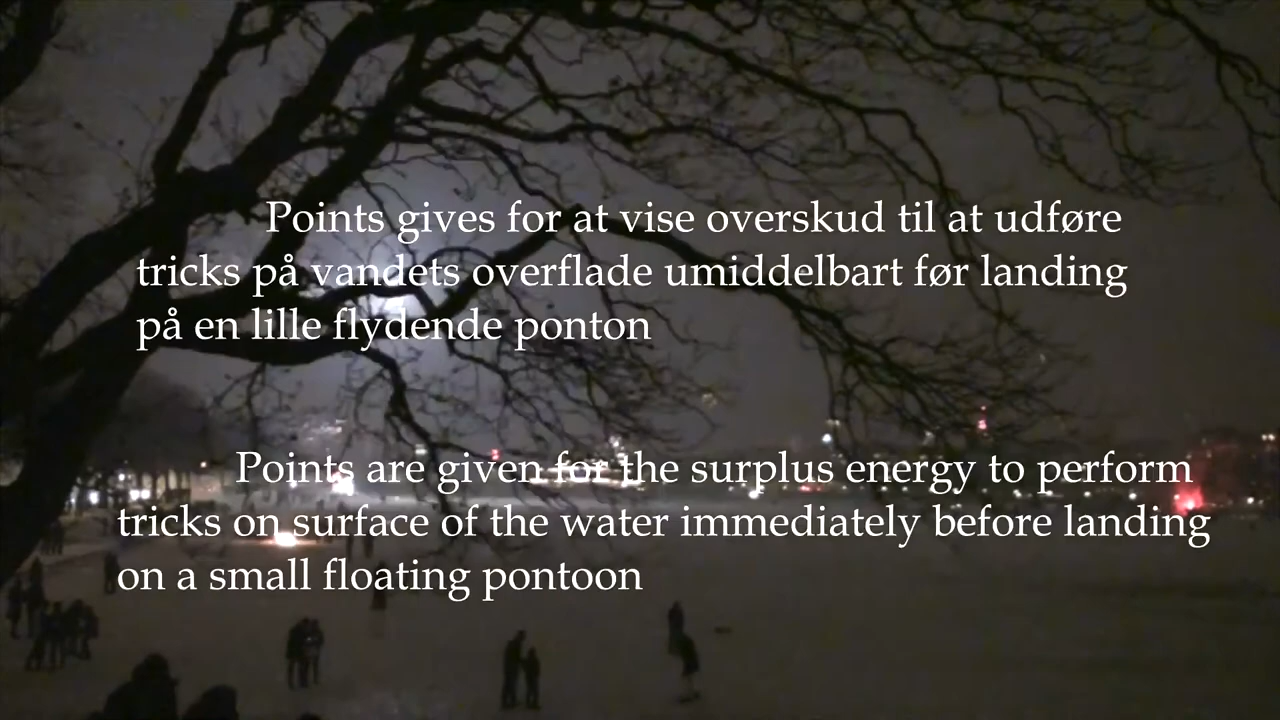 Points gives for at vise overskud til at udføre
tricks på vandets overflade umiddelbart før landing
på en lille flydende ponton
Points are given for the surplus energy to perform
tricks on surface of the water immediately before landing
on a small floating pontoon